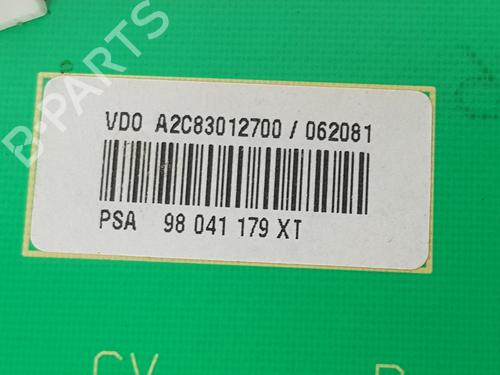 VDO A2C83012700 / 062081
PSA 98 041 179 XT
B-PARTS